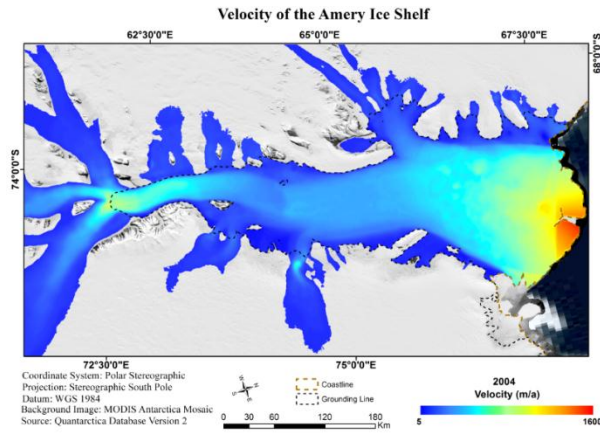 Velocity of the Amery Ice Shelf
62°30'0"E 65°0'0"E 67°30'0"E
68°0'0"S
74°0'0"S
72°30'0"E 75°0'0"E
Coordinate System: Polar Stereographic
Projection: Stereographic South Pole
Datum: WGS 1984
Background Image: MODIS Antarctica Mosaic
Source: Quantarctica Database Version 2
N
Coastline
Grounding Line
0 30 60 120 180
Km
2004
Velocity (m/a)
5 1600